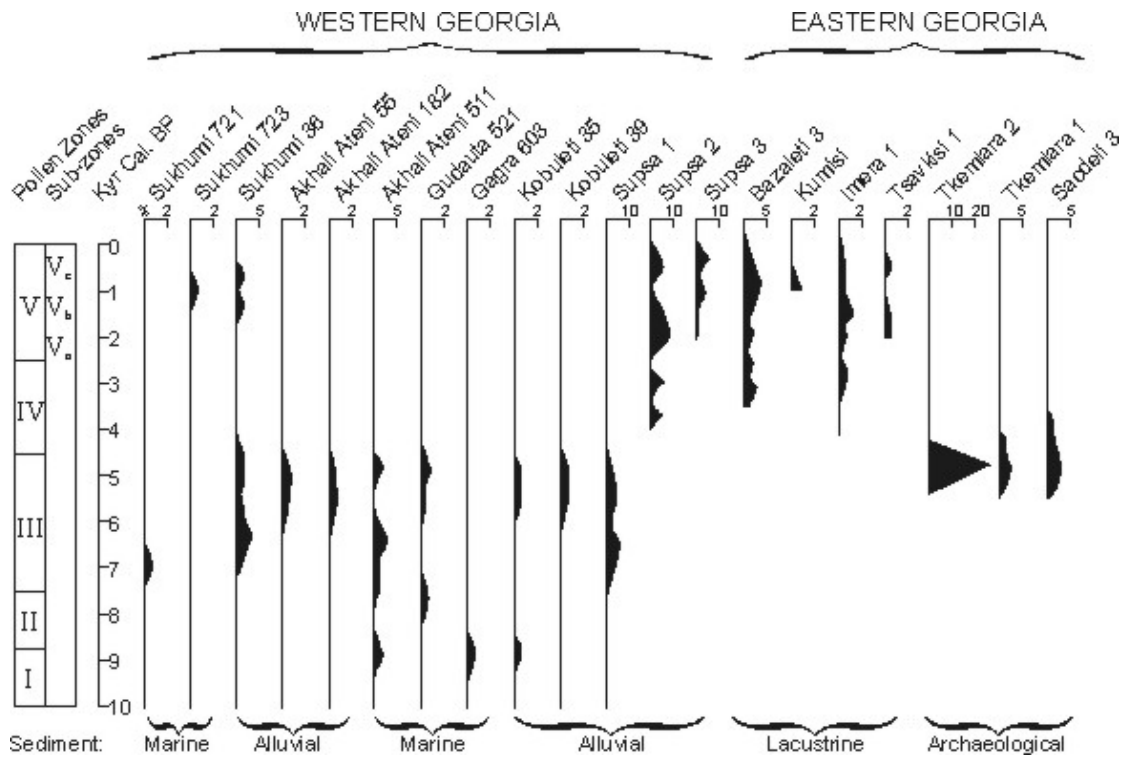 WESTERN GEORGIA EASTERN GEORGIA
Pollen Zones
Sub-zones
Kyr Cal. BP
Sukhumi 721
Sukhumi 723
Sukhumi 36
Akhali Ateni 55
Akhali Ateni 182
Akhali Ateni 511
Gudauta 521
Gagra 603
Kobuleti 35
Kobuleti 39
Supsa 1
Supsa 2
Supsa 3
Bazaleti 3
Kumisi
Imera 1
Tsavkisi 1
Tkemlara 2
Tkemlara 1
Sacdeli 3
% 2 2 5 2 2 5 2 2 2 2 10 10 10 5 2 2 2 10 20 5 5
0
V Vc
1
Vb
2
Va
3
IV
4
5
III
6
7
II
8
9
I
10
Sediment: Marine Alluvial Marine Alluvial Lacustrine Archaeological